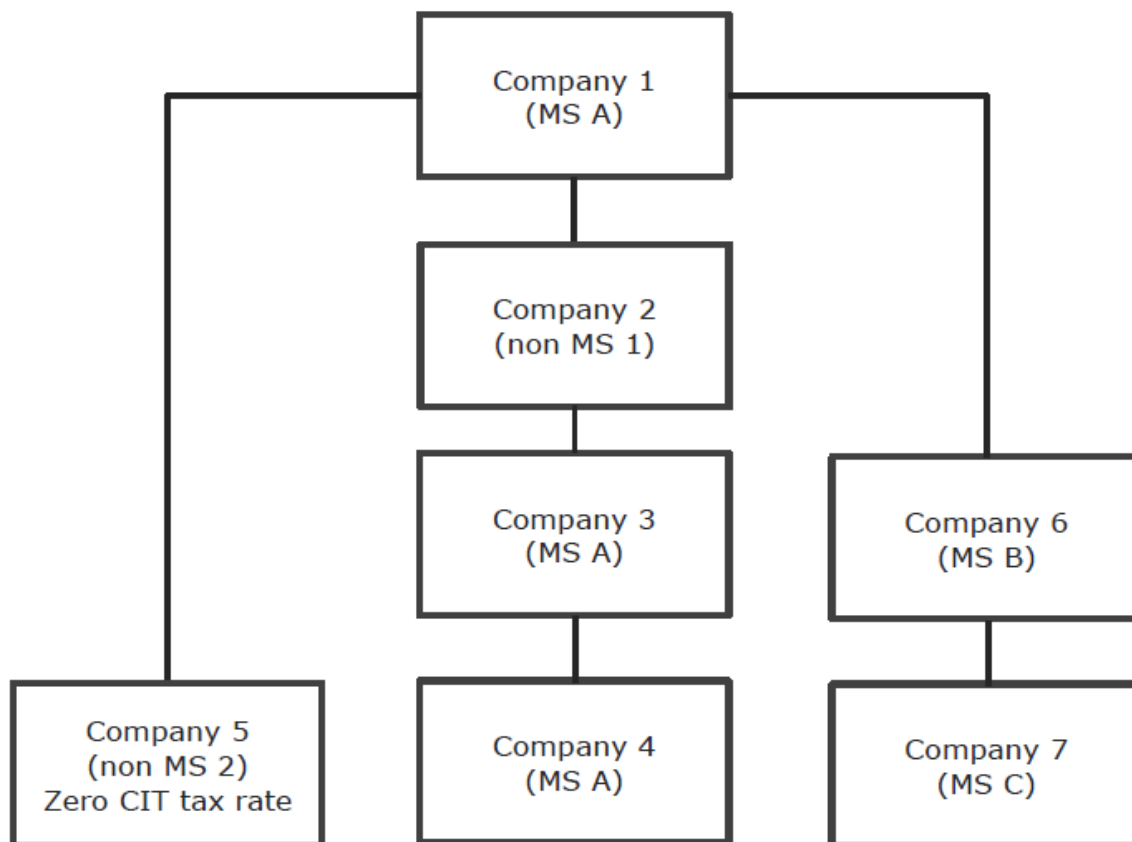 Company 1
(MS A)
Company 2
(non MS 1)
Company 3
(MS A)
Company 6
(MS B)
Company 5
(non MS 2)
Zero CIT tax rate
Company 4
(MS A)
Company 7
(MS C)